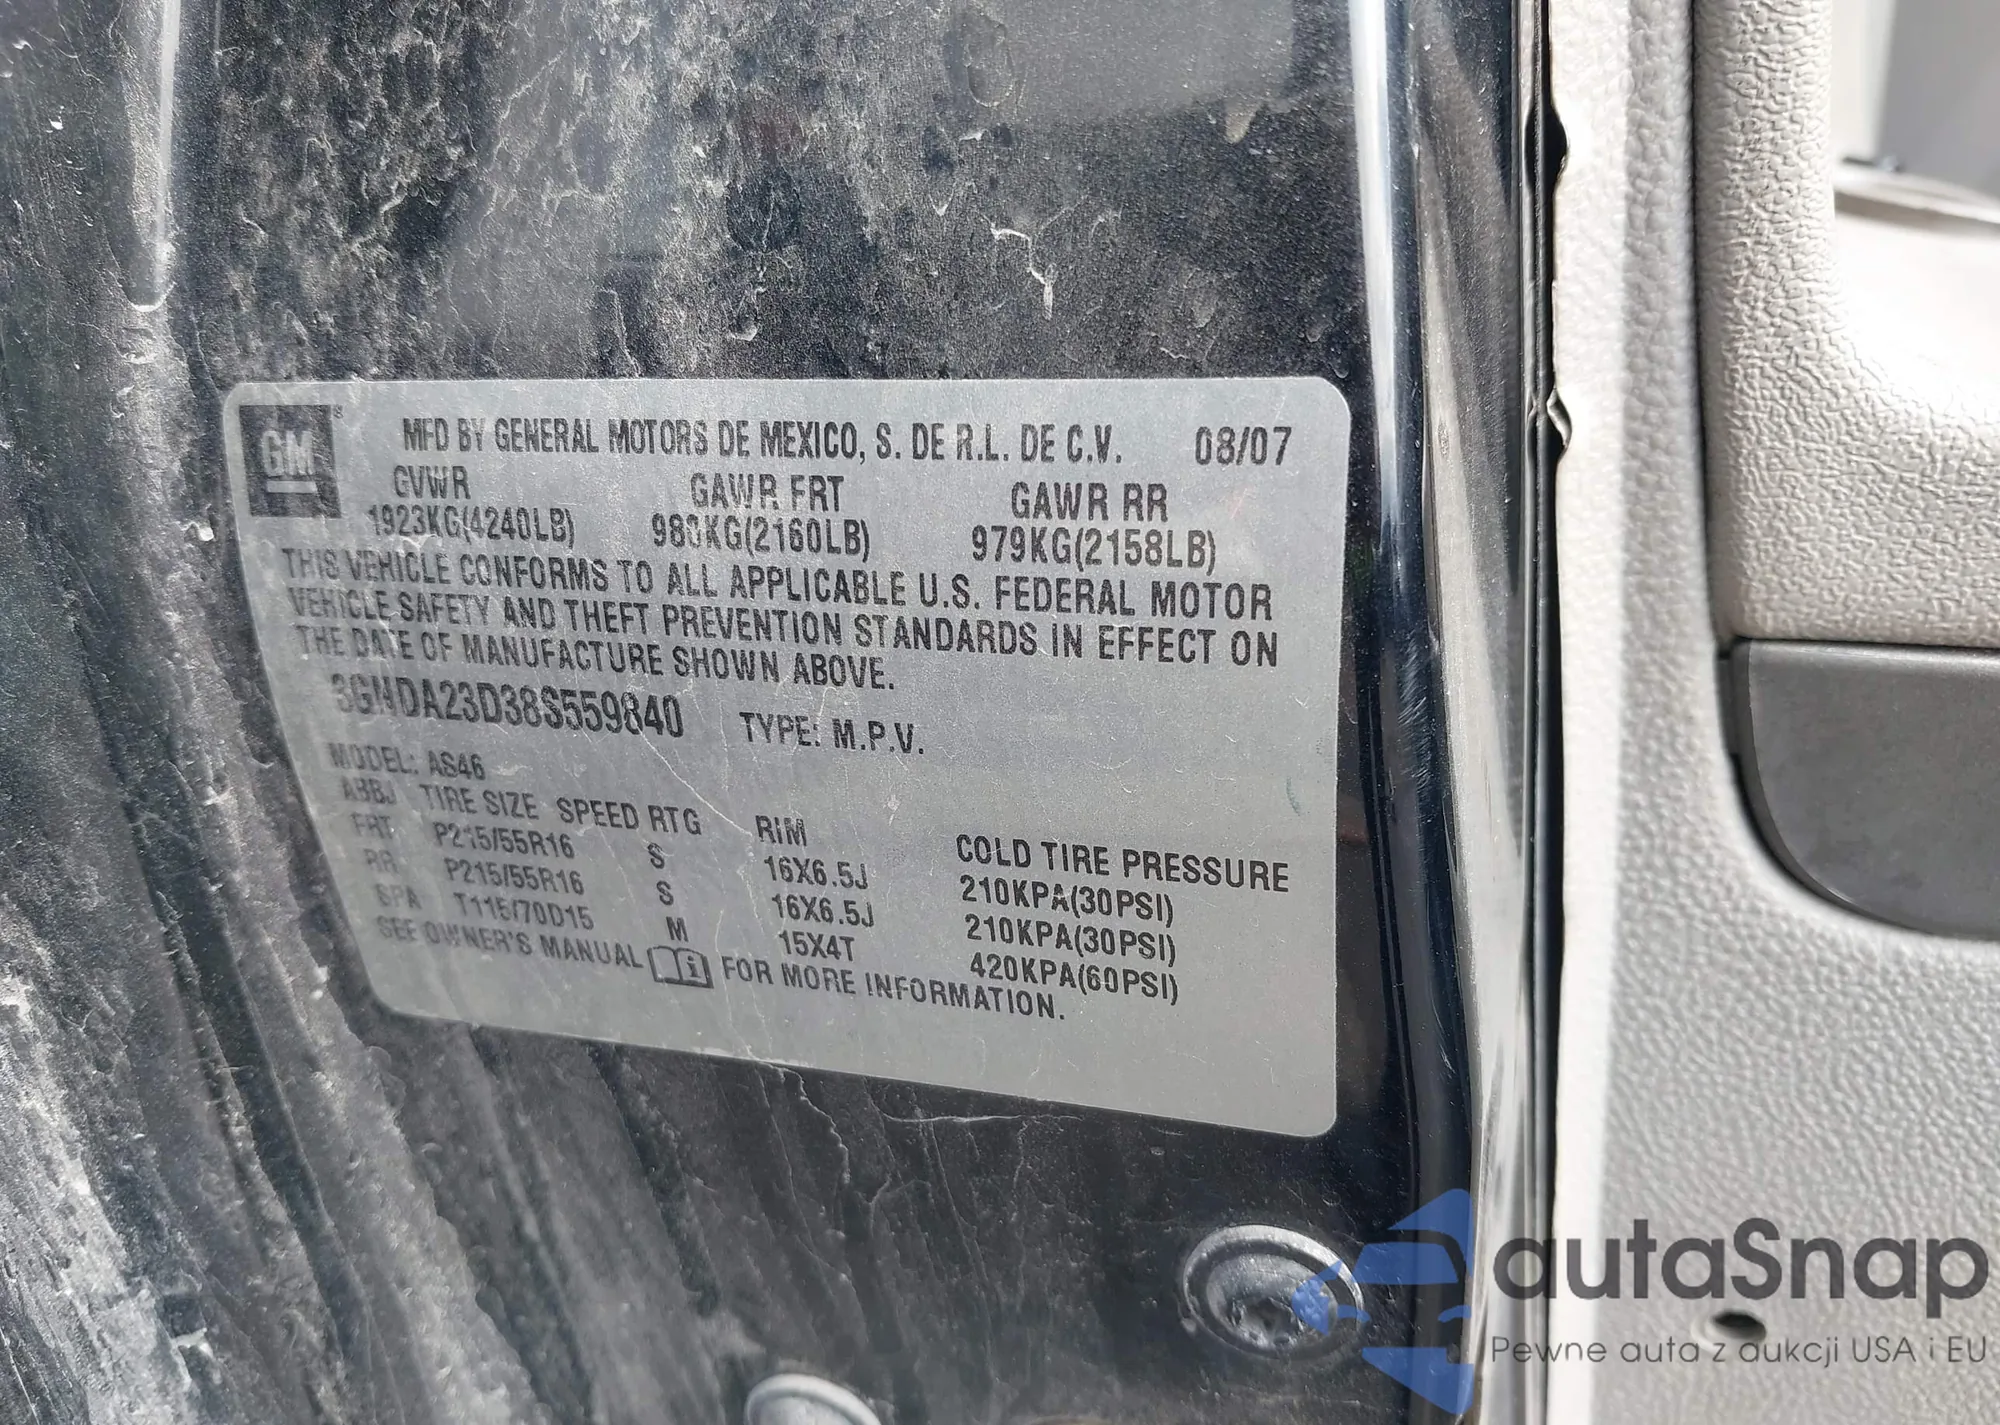 GM
MFD BY GENERAL MOTORS DE MEXICO, S. DE R.L. DE C.V. 08/07
GVWR GAWR FRT GAWR RR
1923KG(4240LB) 980KG(2160LB) 979KG(2158LB)
THIS VEHICLE CONFORMS TO ALL APPLICABLE U.S. FEDERAL MOTOR
VEHICLE SAFETY AND THEFT PREVENTION STANDARDS IN EFFECT ON
THE DATE OF MANUFACTURE SHOWN ABOVE.
3GNDA23D38S559840 TYPE: M.P.V.
MODEL: AS46
TIRE SIZE SPEED RTG RIM COLD TIRE PRESSURE
FRT P215/55R16 S 16X6.5J 210KPA(30PSI)
RR P215/55R16 S 16X6.5J 210KPA(30PSI)
SPA T115/70D15 M 15X4T 420KPA(60PSI)
SEE OWNER'S MANUAL FOR MORE INFORMATION.
autaSnap
Pewne auta z aukcji USA i EU